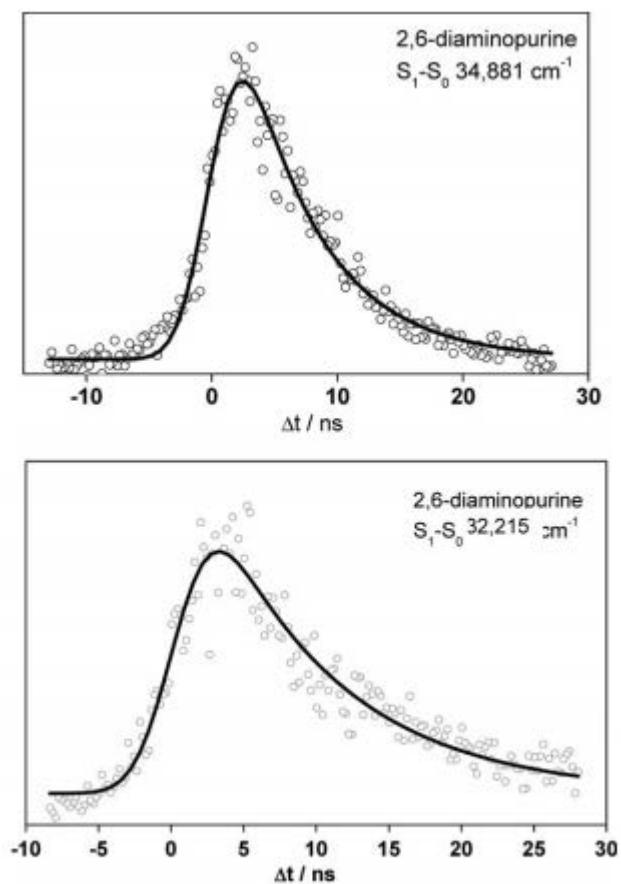 2,6-diaminopurine
S₁-S₀ 34,881 cm⁻¹
-10 0 10 20 30
Δt / ns
2,6-diaminopurine
S₁-S₀ 32,215 cm⁻¹
-10 -5 0 5 10 15 20 25 30
Δt / ns